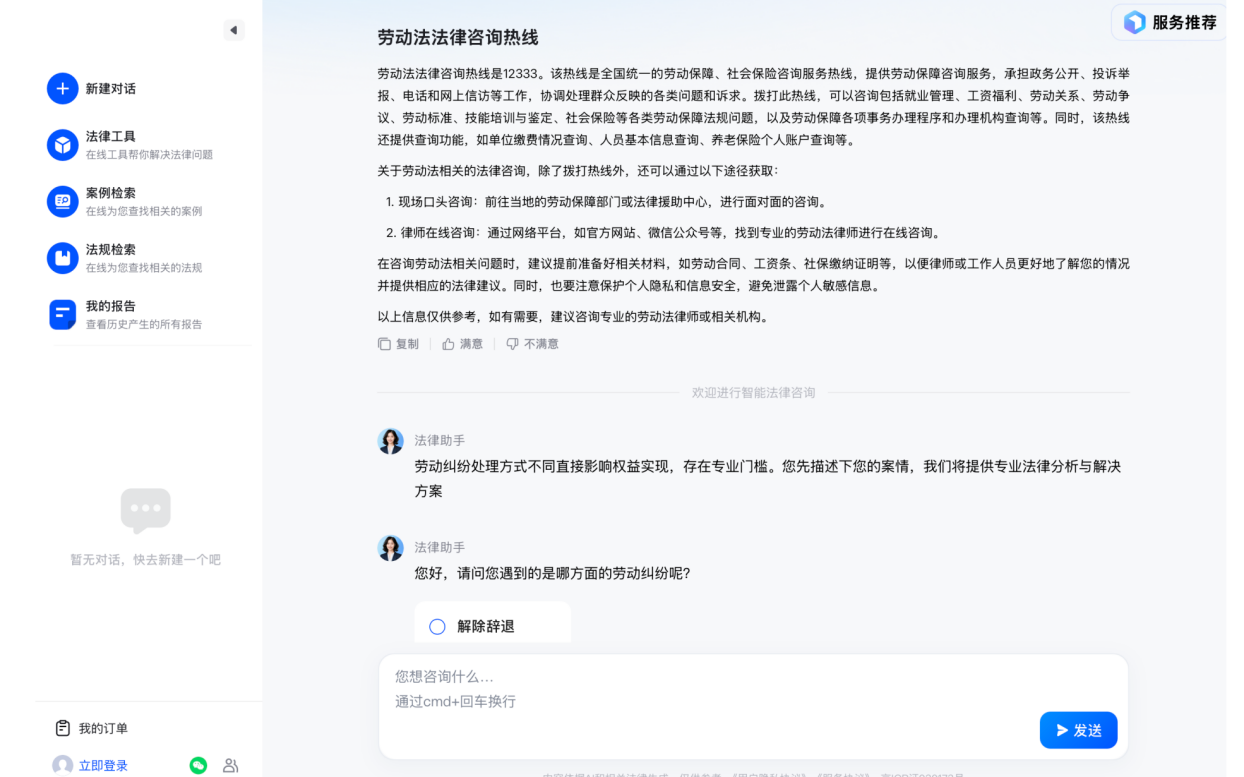 新建对话
法律工具
在线工具帮你解决法律问题
案例检索
在线为您查找相关的案例
法规检索
在线为您查找相关的法规
我的报告
查看历史产生的所有报告
暂无对话，快去新建一个吧
我的订单
立即登录
服务推荐
劳动法法律咨询热线
劳动法法律咨询热线是12333。该热线是全国统一的劳动保障、社会保险咨询服务热线，提供劳动保障咨询服务，承担政务公开、投诉举
报、电话和网上信访等工作，协调处理群众反映的各类问题和诉求。拨打此热线，可以咨询包括就业管理、工资福利、劳动关系、劳动争
议、劳动标准、技能培训与鉴定、社会保险等各类劳动保障法规问题，以及劳动保障各项事务办理程序和办理机构查询等。同时，该热线
还提供查询功能，如单位缴费情况查询、人员基本信息查询、养老保险个人账户查询等。
关于劳动法相关的法律咨询，除了拨打热线外，还可以通过以下途径获取：
1. 现场口头咨询：前往当地的劳动保障部门或法律援助中心，进行面对面的咨询。
2. 律师在线咨询：通过网络平台，如官方网站、微信公众号等，找到专业的劳动法律师进行在线咨询。
在咨询劳动法相关问题时，建议提前准备好相关材料，如劳动合同、工资条、社保缴纳证明等，以便律师或工作人员更好地了解您的情况
并提供相应的法律建议。同时，也要注意保护个人隐私和信息安全，避免泄露个人敏感信息。
以上信息仅供参考，如有需要，建议咨询专业的劳动法律师或相关机构。
复制 满意 不满意
欢迎进行智能法律咨询
法律助手
劳动纠纷处理方式不同直接影响权益实现，存在专业门槛。您先描述下您的案情，我们将提供专业法律分析与解决
方案
法律助手
您好，请问您遇到的是哪方面的劳动纠纷呢？
解除辞退
您想咨询什么...
通过cmd+回车换行
发送